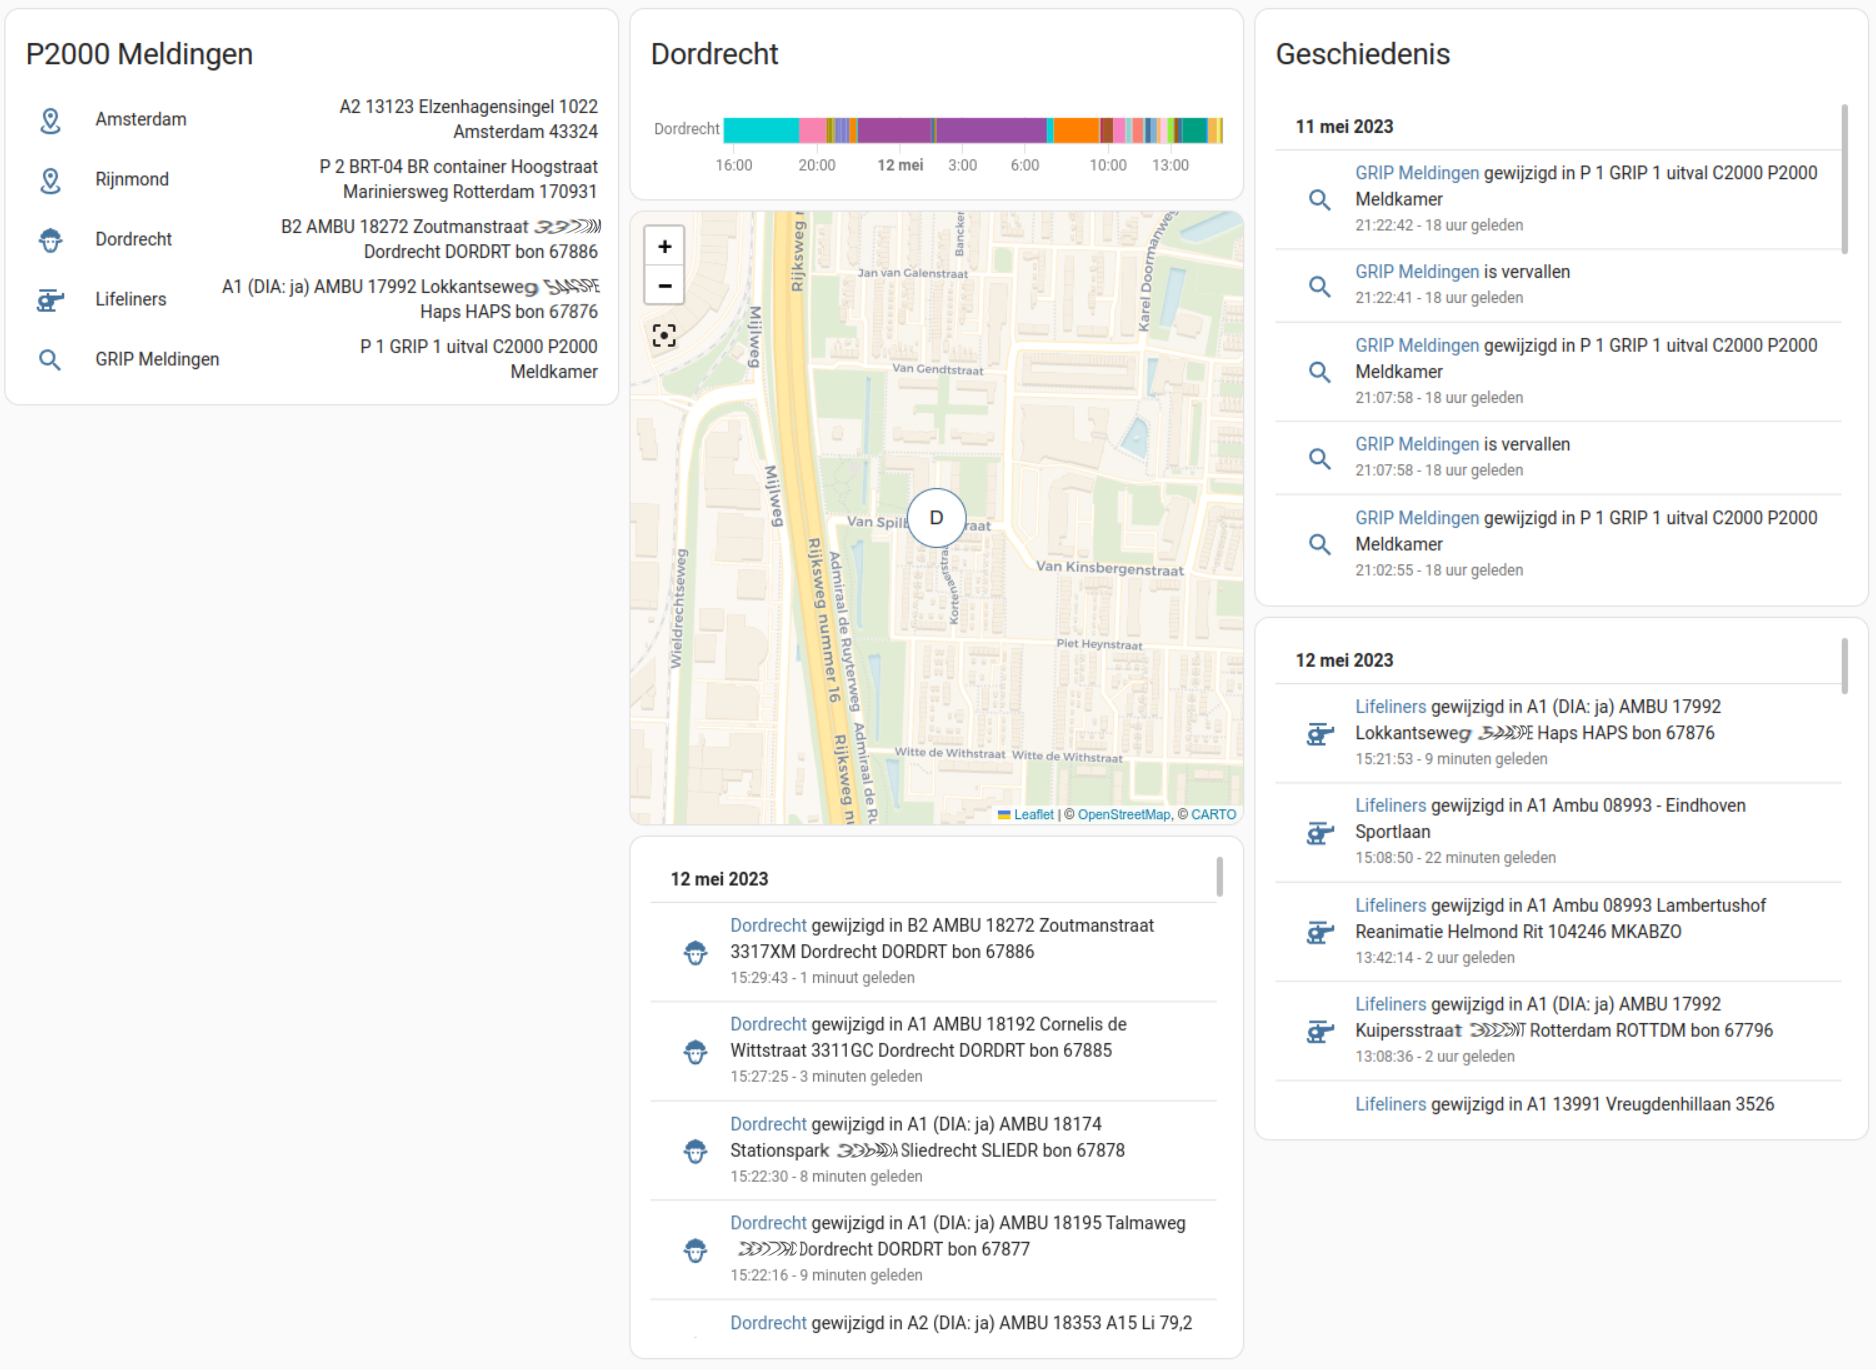 P2000 Meldingen
Amsterdam
A2 13123 Elzenhagensingel 1022
Amsterdam 43324
Rijnmond
P 2 BRT-04 BR container Hoogstraat
Mariniersweg Rotterdam 170931
Dordrecht
B2 AMBU 18272 Zoutmanstraat
Dordrecht DORDRT bon 67886
Lifeliners
A1 (DIA: ja) AMBU 17992 Lokkantseweg
Haps HAPS bon 67876
GRIP Meldingen
P 1 GRIP 1 uitval C2000 P2000
Meldkamer
Dordrecht
Dordrecht
16:00 20:00 12 mei 3:00 6:00 10:00 13:00
+
−
Rijksweg
Bancker
Karel Doormanweg
Jan van Galenstraat
Mijlweg
Van Gendtstraat
Mijlweg
D
Van Spil raat
Kortenaerstraa
Van Kinsbergenstraat
Wieldrechtseweg
Rijksweg nummer 16
Admiraal de Ruyterweg
Piet Heynstraat
Witte de Withstraat Witte de Withstraat
Rijksweg nu
Admiraal de Ru
Leaflet | © OpenStreetMap, © CARTO
12 mei 2023
Dordrecht gewijzigd in B2 AMBU 18272 Zoutmanstraat
3317XM Dordrecht DORDRT bon 67886
15:29:43 - 1 minuut geleden
Dordrecht gewijzigd in A1 AMBU 18192 Cornelis de
Wittstraat 3311GC Dordrecht DORDRT bon 67885
15:27:25 - 3 minuten geleden
Dordrecht gewijzigd in A1 (DIA: ja) AMBU 18174
Stationspark Sliedrecht SLIEDR bon 67878
15:22:30 - 8 minuten geleden
Dordrecht gewijzigd in A1 (DIA: ja) AMBU 18195 Talmaweg
Dordrecht DORDRT bon 67877
15:22:16 - 9 minuten geleden
Dordrecht gewijzigd in A2 (DIA: ja) AMBU 18353 A15 Li 79,2
Geschiedenis
11 mei 2023
GRIP Meldingen gewijzigd in P 1 GRIP 1 uitval C2000 P2000
Meldkamer
21:22:42 - 18 uur geleden
GRIP Meldingen is vervallen
21:22:41 - 18 uur geleden
GRIP Meldingen gewijzigd in P 1 GRIP 1 uitval C2000 P2000
Meldkamer
21:07:58 - 18 uur geleden
GRIP Meldingen is vervallen
21:07:58 - 18 uur geleden
GRIP Meldingen gewijzigd in P 1 GRIP 1 uitval C2000 P2000
Meldkamer
21:02:55 - 18 uur geleden
12 mei 2023
Lifeliners gewijzigd in A1 (DIA: ja) AMBU 17992
Lokkantseweg Haps HAPS bon 67876
15:21:53 - 9 minuten geleden
Lifeliners gewijzigd in A1 Ambu 08993 - Eindhoven
Sportlaan
15:08:50 - 22 minuten geleden
Lifeliners gewijzigd in A1 Ambu 08993 Lambertushof
Reanimatie Helmond Rit 104246 MKABZO
13:42:14 - 2 uur geleden
Lifeliners gewijzigd in A1 (DIA: ja) AMBU 17992
Kuipersstraat Rotterdam ROTTDM bon 67796
13:08:36 - 2 uur geleden
Lifeliners gewijzigd in A1 13991 Vreugdenhillaan 3526